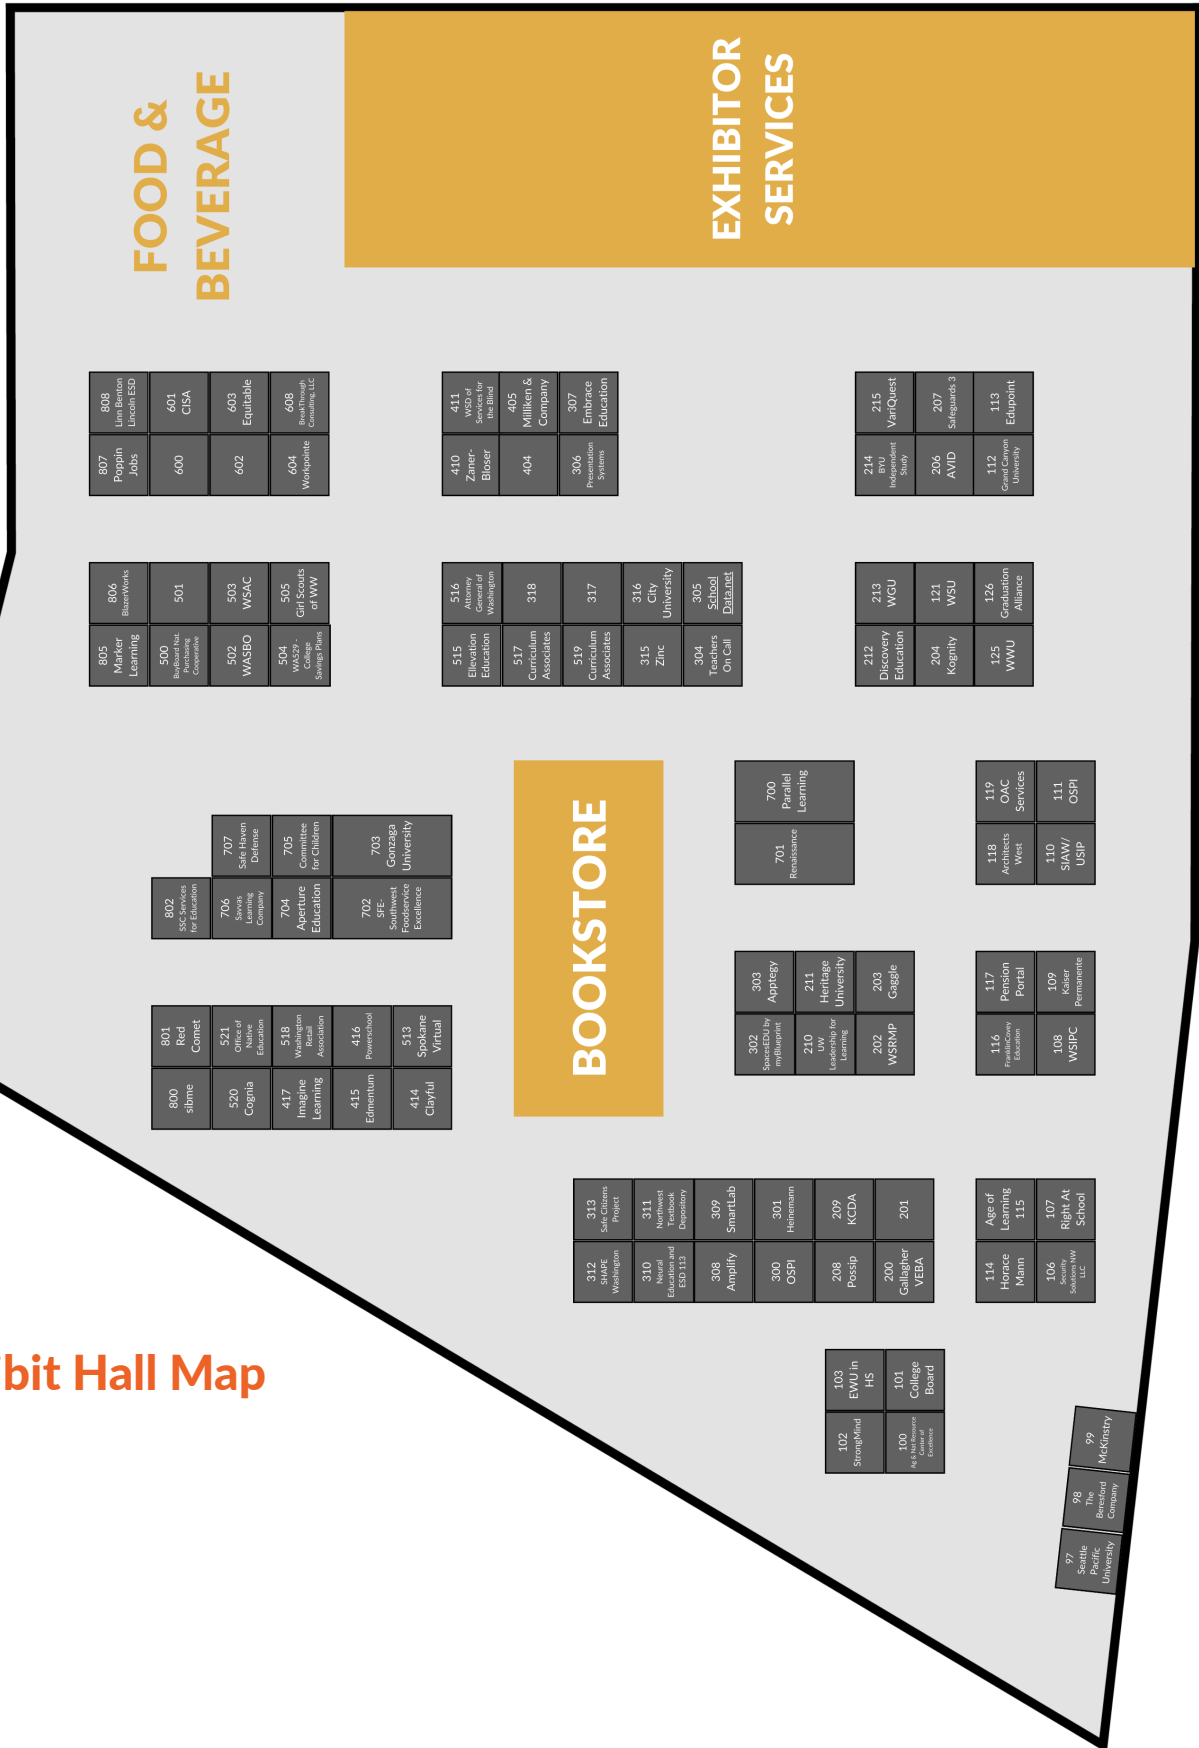 FOOD &
BEVERAGE
EXHIBITOR
SERVICES
808
Linn Benton
Lincoln ESD
601
CISA
603
Equitable
608
BreakThrough
Consulting, LLC
807
Poppin
Jobs
600
602
604
Workpointe
411
WSD of
Services for
the Blind
405
Milliken &
Company
307
Embrace
Education
410
Zaner-
Bloser
404
306
Presentation
Systems
215
VariQuest
207
Safeguards 3
113
Edupoint
214
BYU
Independent
Study
206
AVID
112
Grand Canyon
University
806
BlazerWorks
501
503
WSAC
505
Girl Scouts
of WW
805
Marker
Learning
500
BuyBoard Nat.
Purchasing
Cooperative
502
WASBO
504
WA529 -
College
Savings Plans
516
Attorney
General of
Washington
318
317
316
City
University
305
School
Data.net
515
Ellevation
Education
517
Curriculum
Associates
519
Curriculum
Associates
315
Zinc
304
Teachers
On Call
213
WGU
121
WSU
126
Graduation
Alliance
212
Discovery
Education
204
Kognity
125
WWU
707
Safe Haven
Defense
705
Committee
for Children
703
Gonzaga
University
802
SSC Services
for Education
706
Savvas
Learning
Company
704
Aperture
Education
702
SFE-
Southwest
Foodservice
Excellence
BOOKSTORE
700
Parallel
Learning
701
Renaissance
119
OAC
Services
111
OSPI
118
Architects
West
110
SIAW/
USIP
801
Red
Comet
521
Office of
Native
Education
518
Washington
Retail
Association
416
Powerschool
513
Spokane
Virtual
800
sibme
520
Cognia
417
Imagine
Learning
415
Edmentum
414
Clayful
303
Apptegy
211
Heritage
University
203
Gaggle
302
SpacesEDU by
myBlueprint
210
UW
Leadership for
Learning
202
WSRMP
117
Pension
Portal
109
Kaiser
Permanente
116
FranklinCovey
Education
108
WSIPC
313
Safe Citizens
Project
311
Northwest
Textbook
Depository
309
SmartLab
301
Heinemann
209
KCDA
201
312
SHAPE
Washington
310
Neural
Education and
ESD 113
308
Amplify
300
OSPI
208
Possip
200
Gallagher
VEBA
Age of
Learning
115
107
Right At
School
114
Horace
Mann
106
Security
Solutions NW
LLC
bit Hall Map
103
EWU in
HS
101
College
Board
102
StrongMind
100
Ag & Nat Resource
Center of
Excellence
99
McKinstry
98
The
Beresford
Company
97
Seattle
Pacific
University